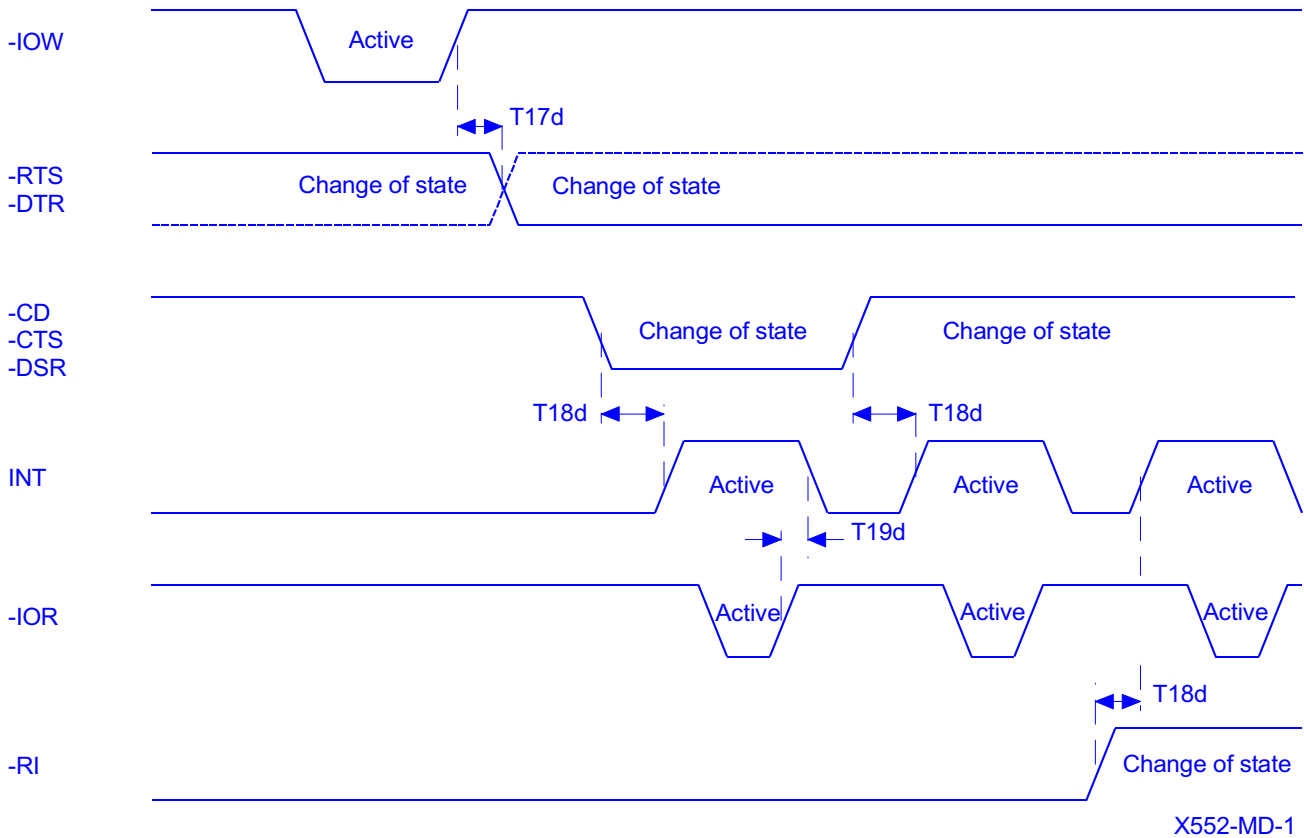 -IOW
Active
T17d
-RTS
-DTR
Change of state
Change of state
-CD
-CTS
-DSR
Change of state
Change of state
T18d
T18d
INT
Active
Active
Active
T19d
-IOR
Active
Active
Active
T18d
-RI
Change of state
X552-MD-1